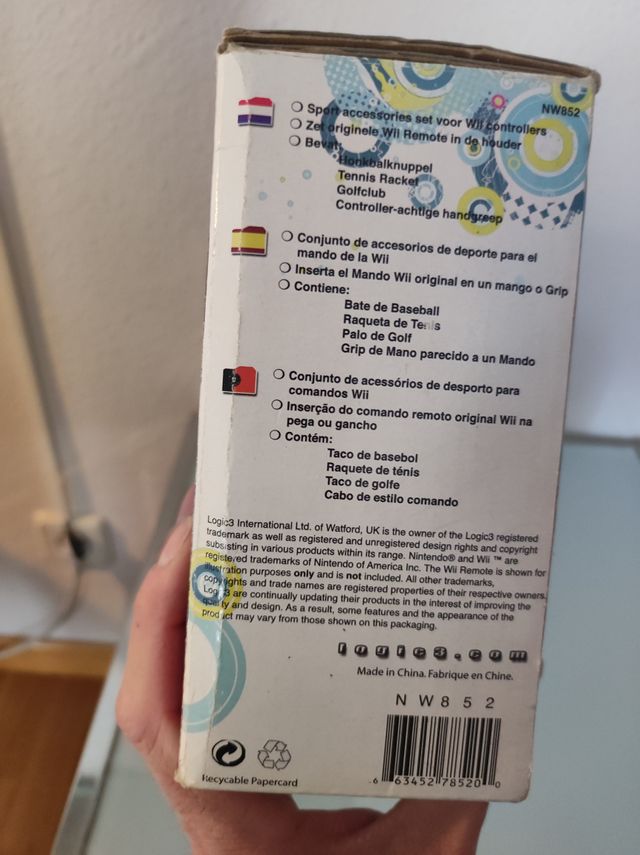 NW852
Sport accessories set voor Wii controllers
Zet originele Wii Remote in de houder
Bevat:
Honkbalknuppel
Tennis Racket
Golfclub
Controller-achtige handgreep
Conjunto de accesorios de deporte para el
mando de la Wii
Inserta el Mando Wii original en un mango o Grip
Contiene:
Bate de Baseball
Raqueta de Tenis
Palo de Golf
Grip de Mano parecido a un Mando
Conjunto de acessórios de desporto para
comandos Wii
Inserção do comando remoto original Wii na
pega ou gancho
Contém:
Taco de basebol
Raquete de ténis
Taco de golfe
Cabo de estilo comando
Logic3 International Ltd. of Watford, UK is the owner of the Logic3 registered
trademark as well as registered and unregistered design rights and copyright
subsisting in various products within its range. Nintendo® and Wii ™ are
registeved trademarks of Nintendo of America Inc. The Wii Remote is shown for
illustration purposes only and is not included. All other trademarks,
copyrights and trade names are registered properties of their respective owners.
Logic3 are continually updating their products in the interest of improving the
quality and design. As a result, some features and the appearance of the
product may vary from those shown on this packaging.
logic3.com
Made in China. Fabrique en Chine.
NW852
6 63452 78520 0
Recyclable Papercard